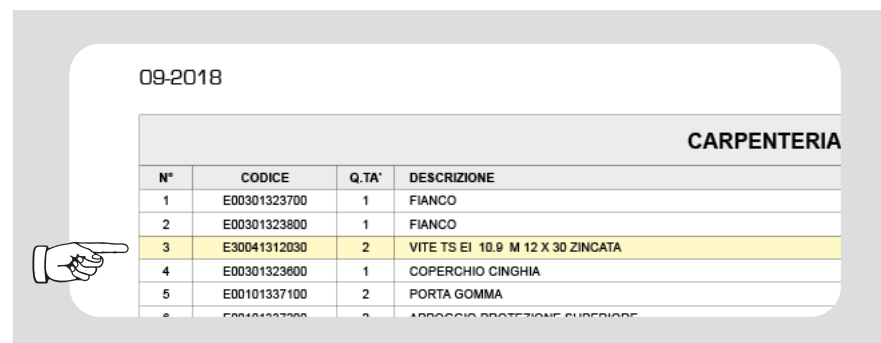 09-2018
CARPENTERIA
N° CODICE Q.TA' DESCRIZIONE
1 E00301323700 1 FIANCO
2 E00301323800 1 FIANCO
3 E30041312030 2 VITE TS EI 10.9 M 12 X 30 ZINCATA
4 E00301323600 1 COPERCHIO CINGHIA
5 E00101337100 2 PORTA GOMMA